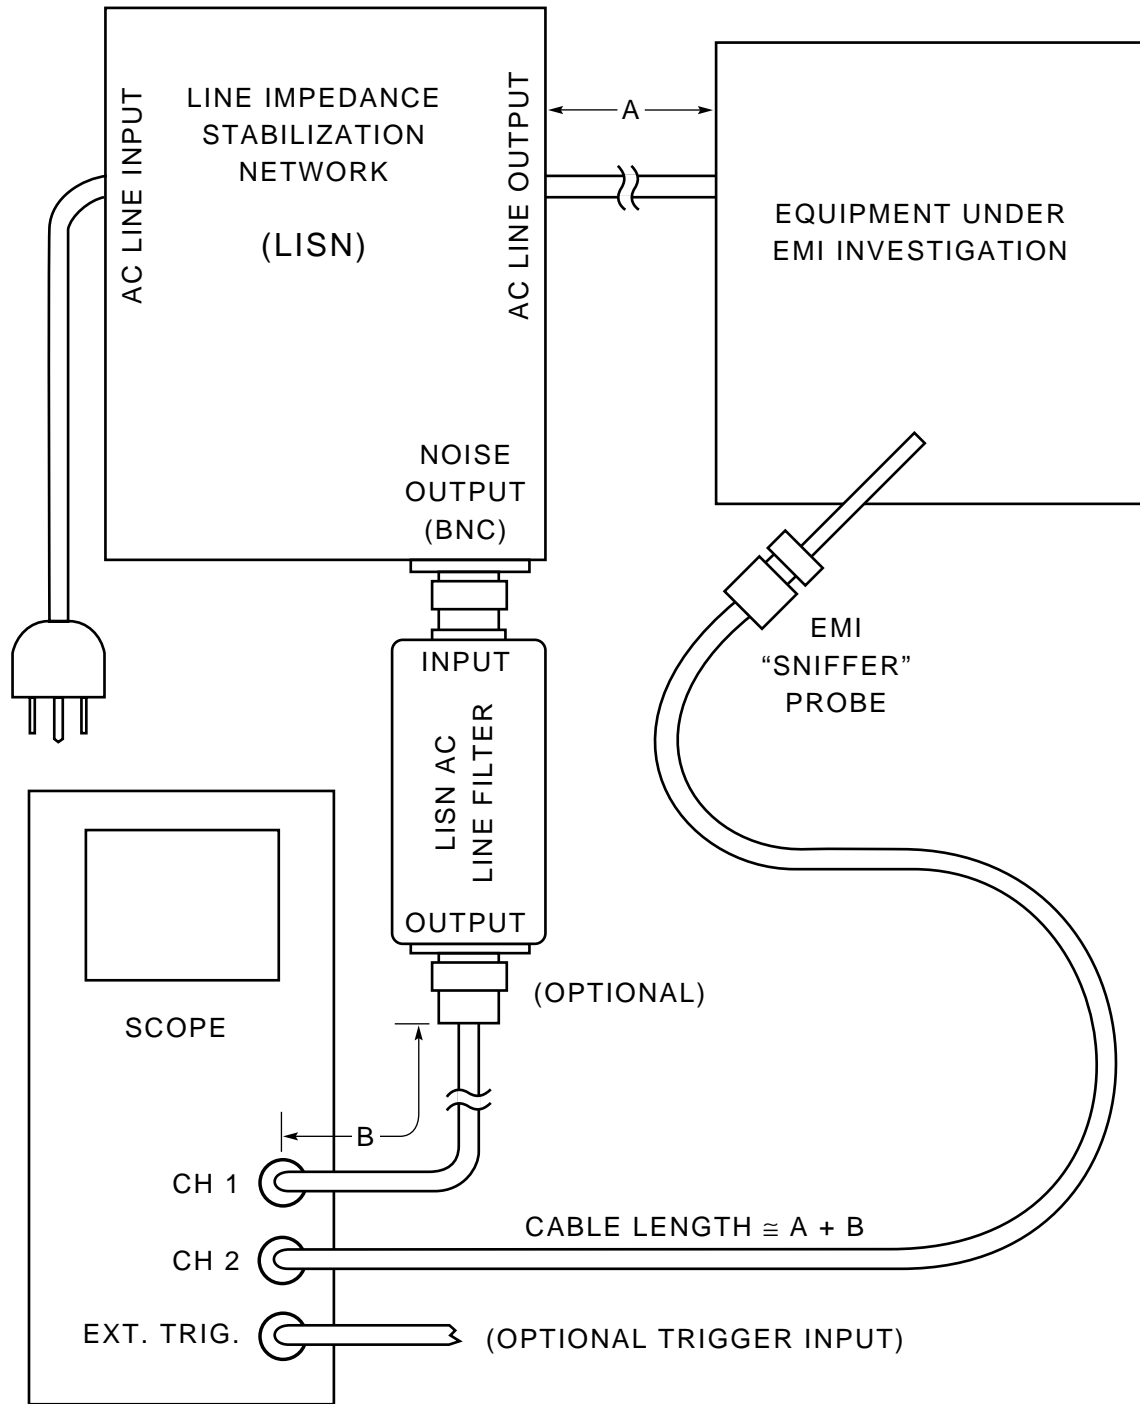 LINE IMPEDANCE
STABILIZATION
NETWORK
(LISN)
AC LINE INPUT
AC LINE OUTPUT
A
EQUIPMENT UNDER
EMI INVESTIGATION
NOISE
OUTPUT
(BNC)
INPUT
LISN AC
LINE FILTER
OUTPUT
(OPTIONAL)
EMI
“SNIFFER”
PROBE
SCOPE
B
CH 1
CABLE LENGTH ≅ A + B
CH 2
EXT. TRIG.
(OPTIONAL TRIGGER INPUT)